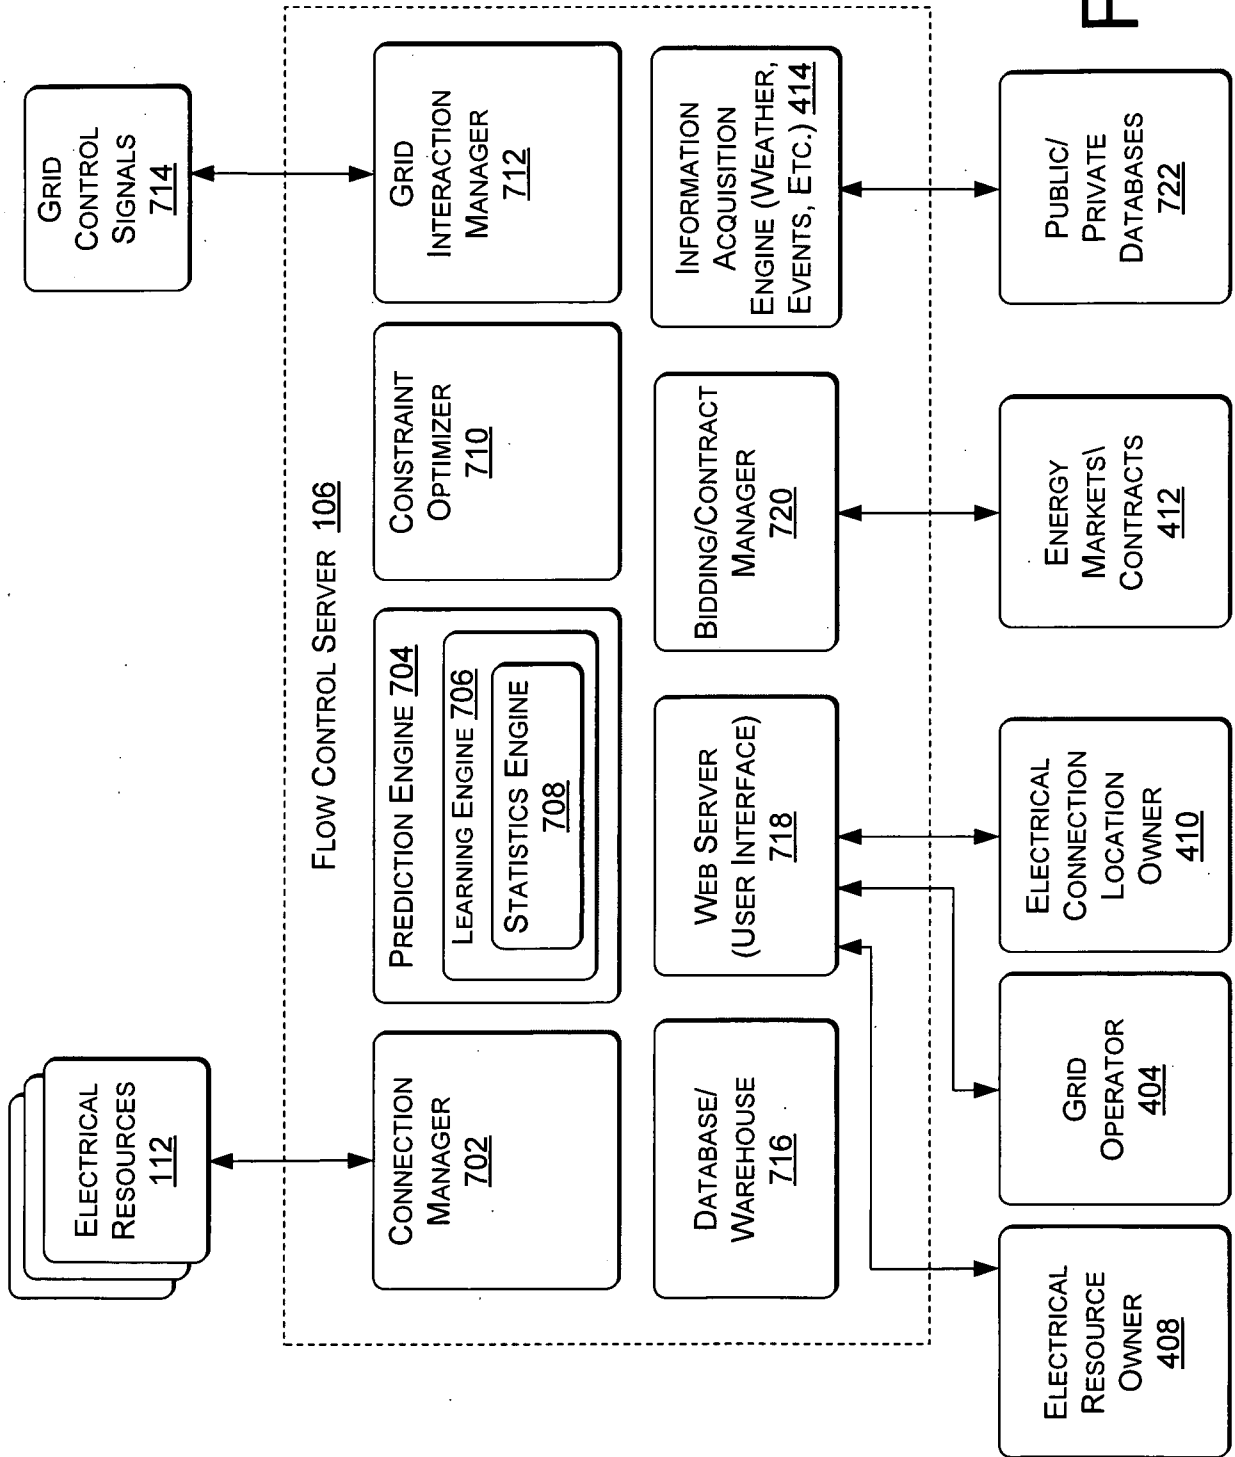 ELECTRICAL
RESOURCES
112
GRID
CONTROL
SIGNALS
714
FLOW CONTROL SERVER 106
CONNECTION
MANAGER
702
PREDICTION ENGINE 704
LEARNING ENGINE 706
STATISTICS ENGINE
708
CONSTRAINT
OPTIMIZER
710
GRID
INTERACTION
MANAGER
712
DATABASE/
WAREHOUSE
716
WEB SERVER
(USER INTERFACE)
718
BIDDING/CONTRACT
MANAGER
720
INFORMATION
ACQUISITION
ENGINE (WEATHER,
EVENTS, ETC.) 414
ELECTRICAL
RESOURCE
OWNER
408
GRID
OPERATOR
404
ELECTRICAL
CONNECTION
LOCATION
OWNER
410
ENERGY
MARKETS\
CONTRACTS
412
PUBLIC/
PRIVATE
DATABASES
722
F